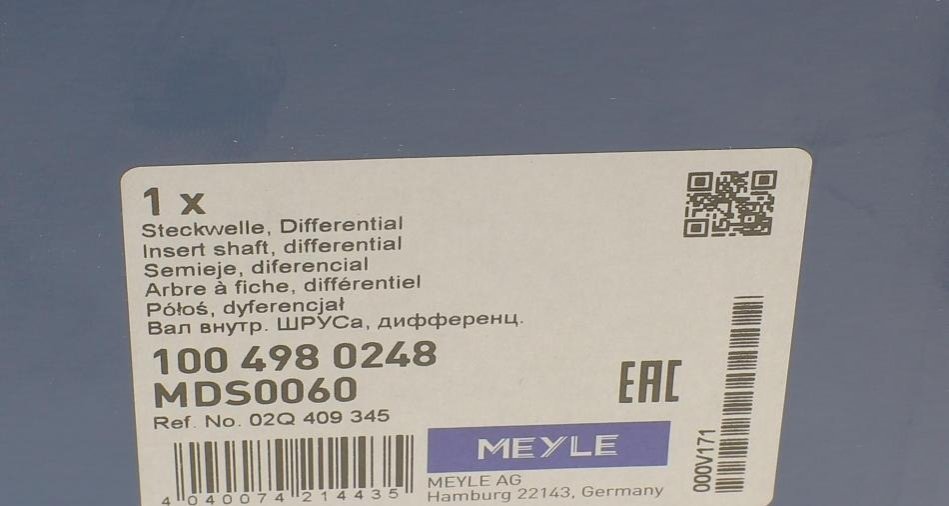 1 x
Steckwelle, Differential
Insert shaft, differential
Semieje, diferencial
Arbre à fiche, différentiel
Półoś, dyferencjał
Вал внутр. ШРУСа, дифференц.
100 498 0248
MDS0060
Ref. No. 02Q 409 345
4 040074 214435
EAC
MEYLE
MEYLE AG
Hamburg 22143, Germany
000V171